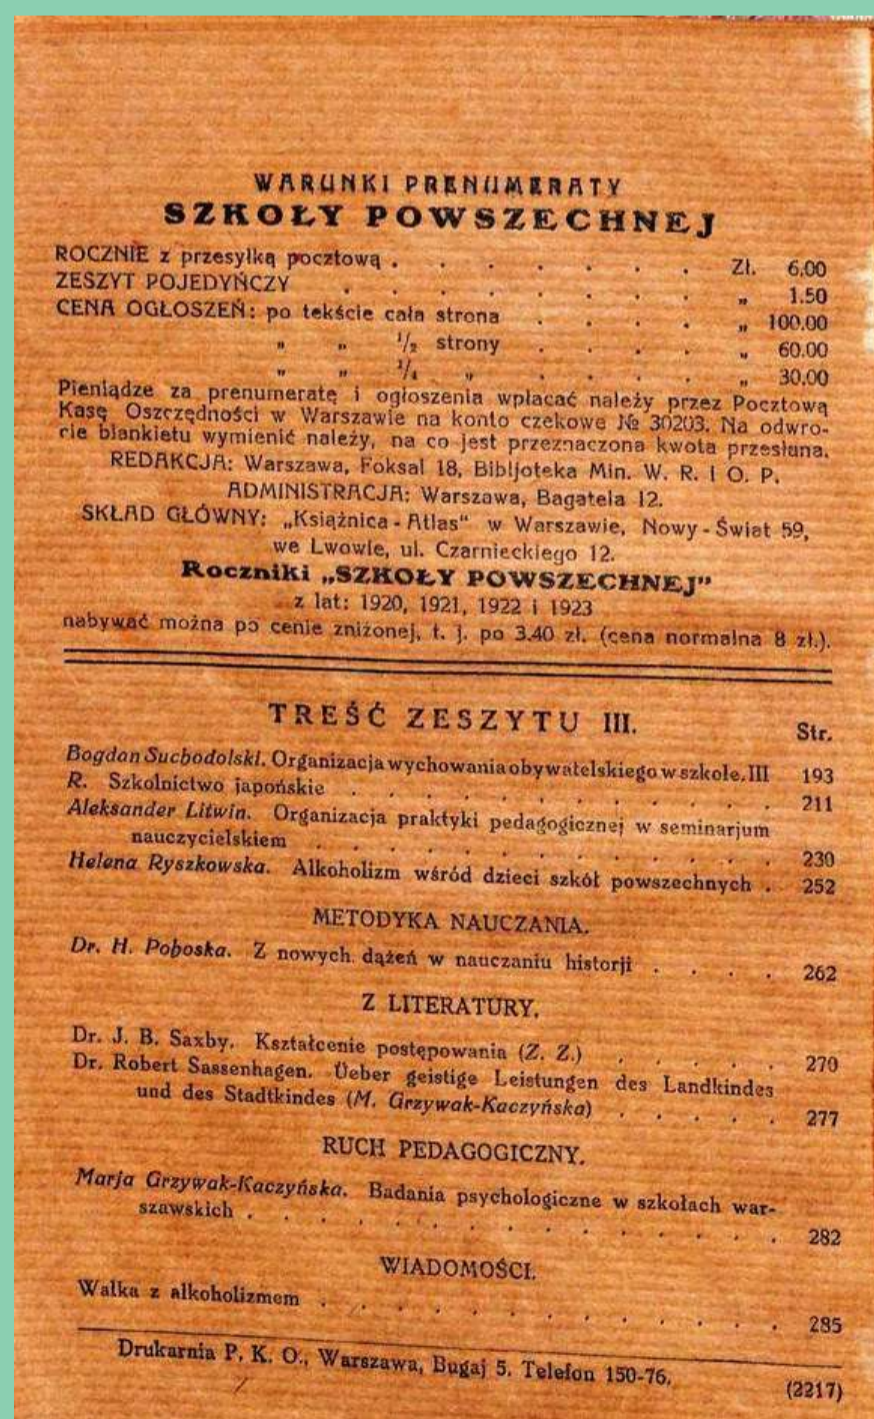 WARUNKI PRENUMERATY
SZKOŁY POWSZECHNEJ
ROCZNIE z przesyłką pocztową . . . . . . . Zł. 6.00
ZESZYT POJEDYŃCZY . . . . . . . . „ 1.50
CENA OGŁOSZEŃ: po tekście cała strona . . . . „ 100.00
„ „ 1/2 strony . . . . „ 60.00
„ „ 1/4 „ . . . . „ 30.00
Pieniądze za prenumeratę i ogłoszenia wpłacać należy przez Pocztową
Kasę Oszczędności w Warszawie na konto czekowe № 30203. Na odwro-
cie blankietu wymienić należy, na co jest przeznaczona kwota przesłana.
REDAKCJA: Warszawa, Foksal 18, Bibljoteka Min. W. R. i O. P.
ADMINISTRACJA: Warszawa, Bagatela 12.
SKŁAD GŁÓWNY: „Książnica - Atlas" w Warszawie, Nowy - Świat 59,
we Lwowie, ul. Czarnieckiego 12.
Roczniki „SZKOŁY POWSZECHNEJ"
z lat: 1920, 1921, 1922 i 1923
nabywać można po cenie zniżonej, t. j. po 3.40 zł. (cena normalna 8 zł.).
TREŚĆ ZESZYTU III.
Str.
Bogdan Suchodolski. Organizacja wychowania obywatelskiego w szkole. III 193
R. Szkolnictwo japońskie . . . . . . . . . . . 211
Aleksander Litwin. Organizacja praktyki pedagogicznej w seminarjum
nauczycielskiem . . . . . . . . . . . . 230
Helena Ryszkowska. Alkoholizm wśród dzieci szkół powszechnych . 252
METODYKA NAUCZANIA.
Dr. H. Pohoska. Z nowych dążeń w nauczaniu historji . . . . 262
Z LITERATURY.
Dr. J. B. Saxby. Kształcenie postępowania (Z. Z.) . . . . . 270
Dr. Robert Sassenhagen. Ueber geistige Leistungen des Landkindes
und des Stadtkindes (M. Grzywak-Kaczyńska) . . . . . 277
RUCH PEDAGOGICZNY.
Marja Grzywak-Kaczyńska. Badania psychologiczne w szkołach war-
szawskich . . . . . . . . . . . . . 282
WIADOMOŚCI.
Walka z alkoholizmem . . . . . . . . . . . . 285
Drukarnia P. K. O., Warszawa, Bugaj 5. Telefon 150-76.
(2217)